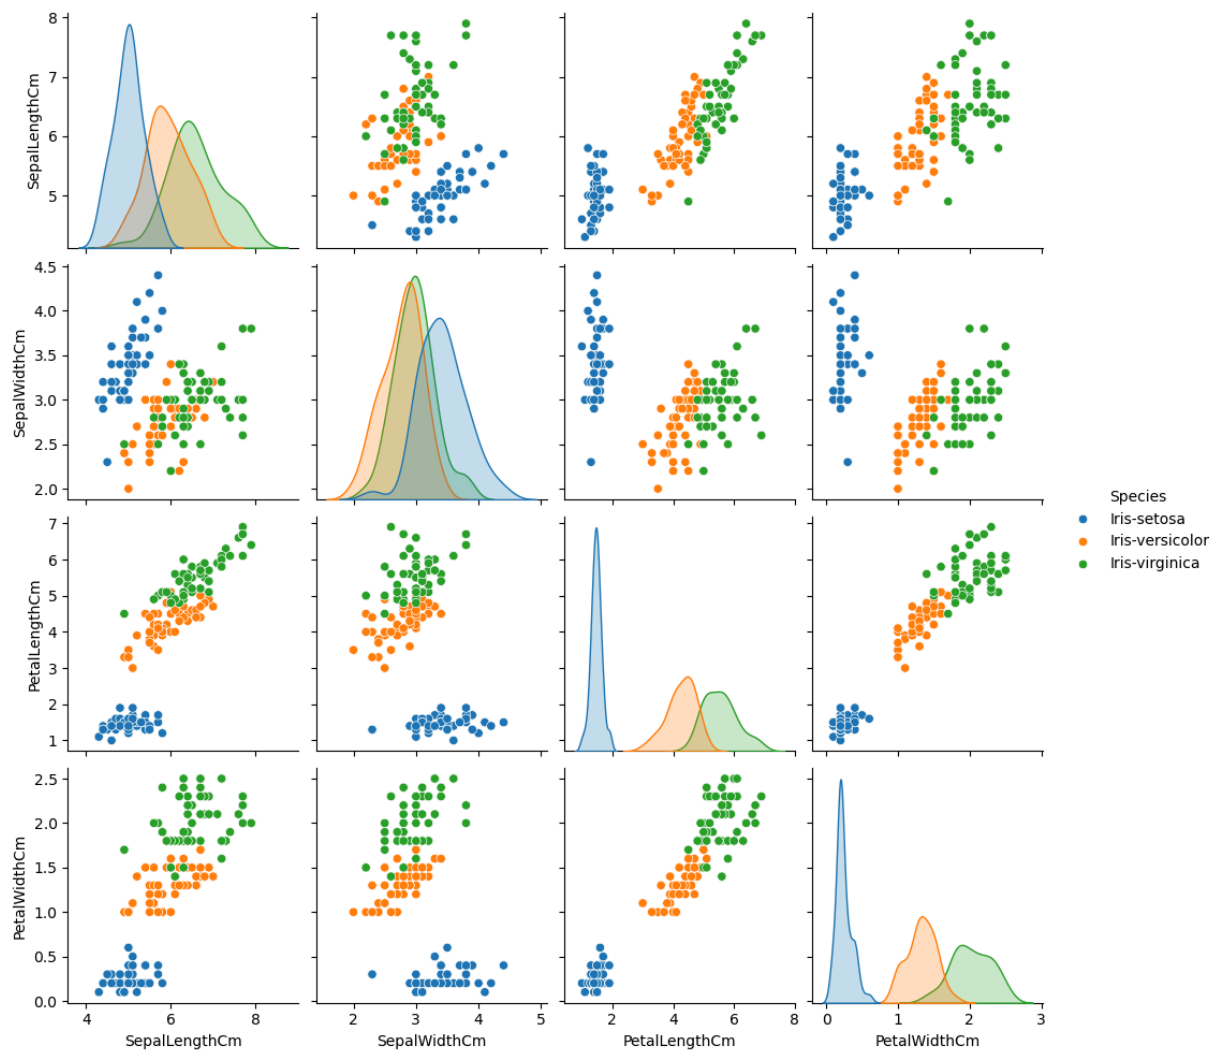 8
7
6
5
SepalLengthCm
4.5
4.0
3.5
3.0
2.5
2.0
SepalWidthCm
Species
Iris-setosa
Iris-versicolor
Iris-virginica
7
6
5
4
3
2
1
PetalLengthCm
2.5
2.0
1.5
1.0
0.5
0.0
PetalWidthCm
4 6 8
2 3 4 5
2 4 6 8
0 1 2 3
SepalLengthCm
SepalWidthCm
PetalLengthCm
PetalWidthCm